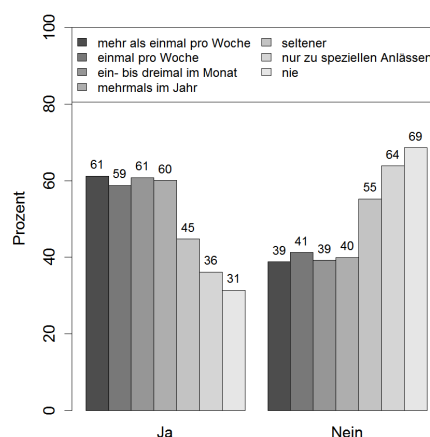 100
80
60
40
20
0
Prozent
mehr als einmal pro Woche
einmal pro Woche
ein- bis dreimal im Monat
mehrmals im Jahr
seltener
nur zu speziellen Anlässen
nie
61 59 61 60 45 36 31
39 41 39 40 55 64 69
Ja Nein